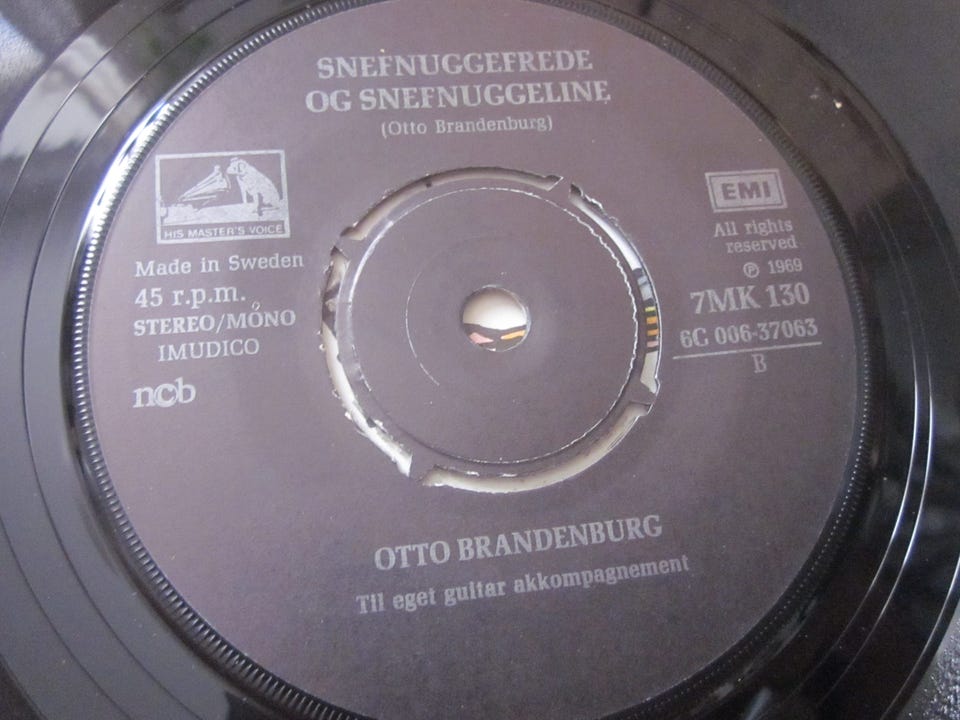 SNEFNUGGEFREDE
OG SNEFNUGGELINE
(Otto Brandenburg)
HIS MASTER'S VOICE
Made in Sweden
45 r.p.m.
STEREO/MONO
IMUDICO
ncb
EMI
All rights
reserved
℗ 1969
7MK 130
6C 006-37063
B
OTTO BRANDENBURG
Til eget guitar akkompagnement